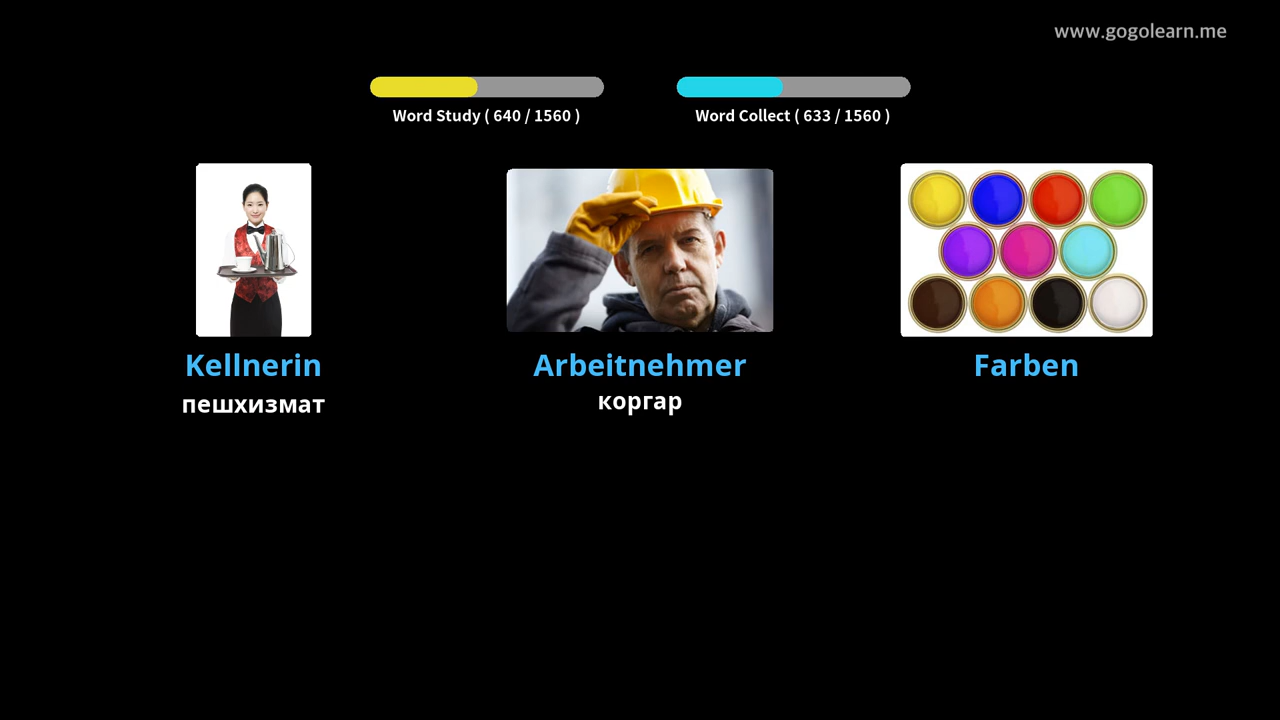 www.gogolearn.me
Word Study ( 640 / 1560 )
Word Collect ( 633 / 1560 )
Kellnerin
Arbeitnehmer
Farben
пешхизмат
коргар